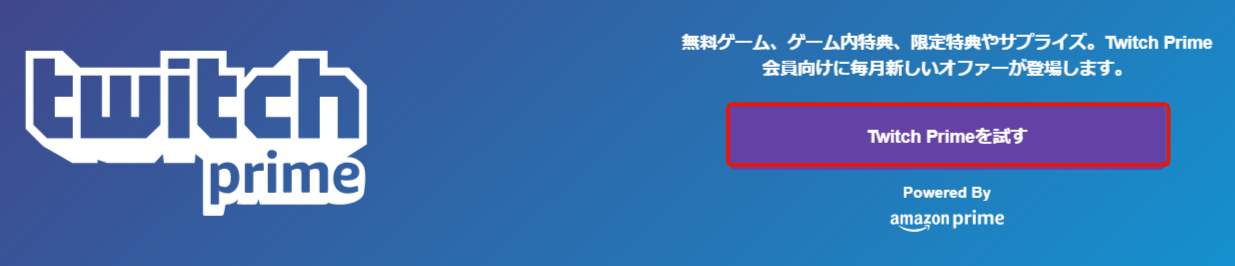 twitch
prime
無料ゲーム、ゲーム内特典、限定特典やサプライズ。Twitch Prime
会員向けに毎月新しいオファーが登場します。
Twitch Primeを試す
Powered By
amazon prime